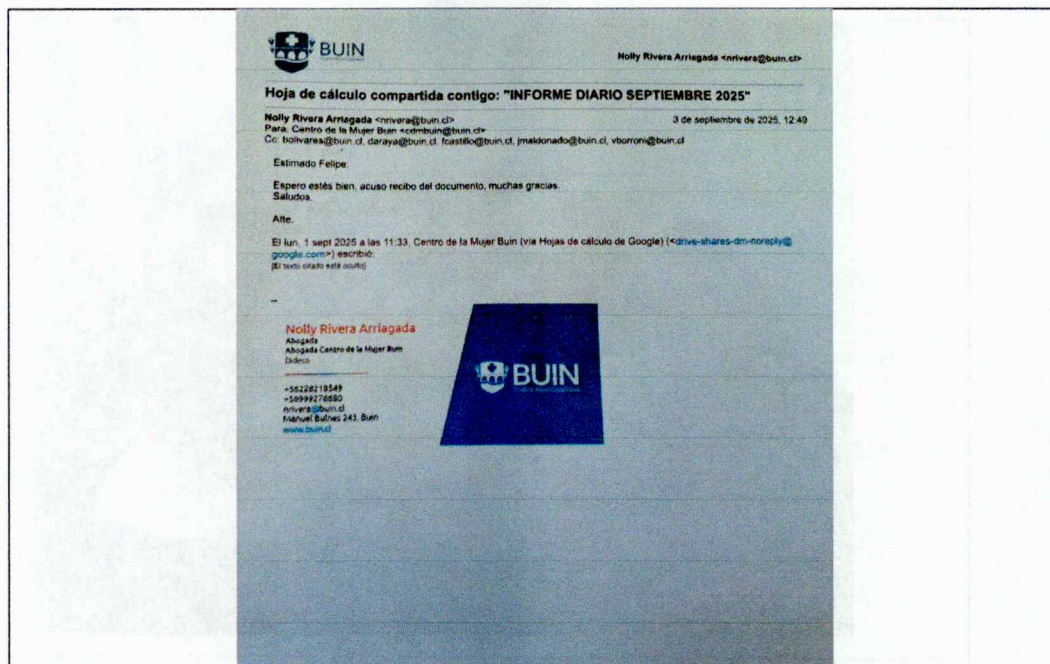 BUIN
Nolly Rivera Arriagada <nrivera@buin.cl>
Hoja de cálculo compartida contigo: "INFORME DIARIO SEPTIEMBRE 2025"
Nolly Rivera Arriagada <nrivera@buin.cl>
3 de septiembre de 2025, 12:49
Para: Centro de la Mujer Buin <cdmbuin@buin.cl>
Cc: bolivares@buin.cl, daraya@buin.cl, fcastillo@buin.cl, jmaldonado@buin.cl, vborroni@buin.cl
Estimado Felipe:
Espero estés bien, acuso recibo del documento, muchas gracias.
Saludos.
Atte.
El lun, 1 sept 2025 a las 11:33, Centro de la Mujer Buin (vía Hojas de cálculo de Google) (<drive-shares-dm-noreply@
google.com>) escribió:
[El texto citado está oculto]
--
Nolly Rivera Arriagada
Abogada
Abogada Centro de la Mujer Buin
Dideco
+56228218549
+56999276680
nrivera@buin.cl
Manuel Bulnes 243, Buin
www.buin.cl
BUIN